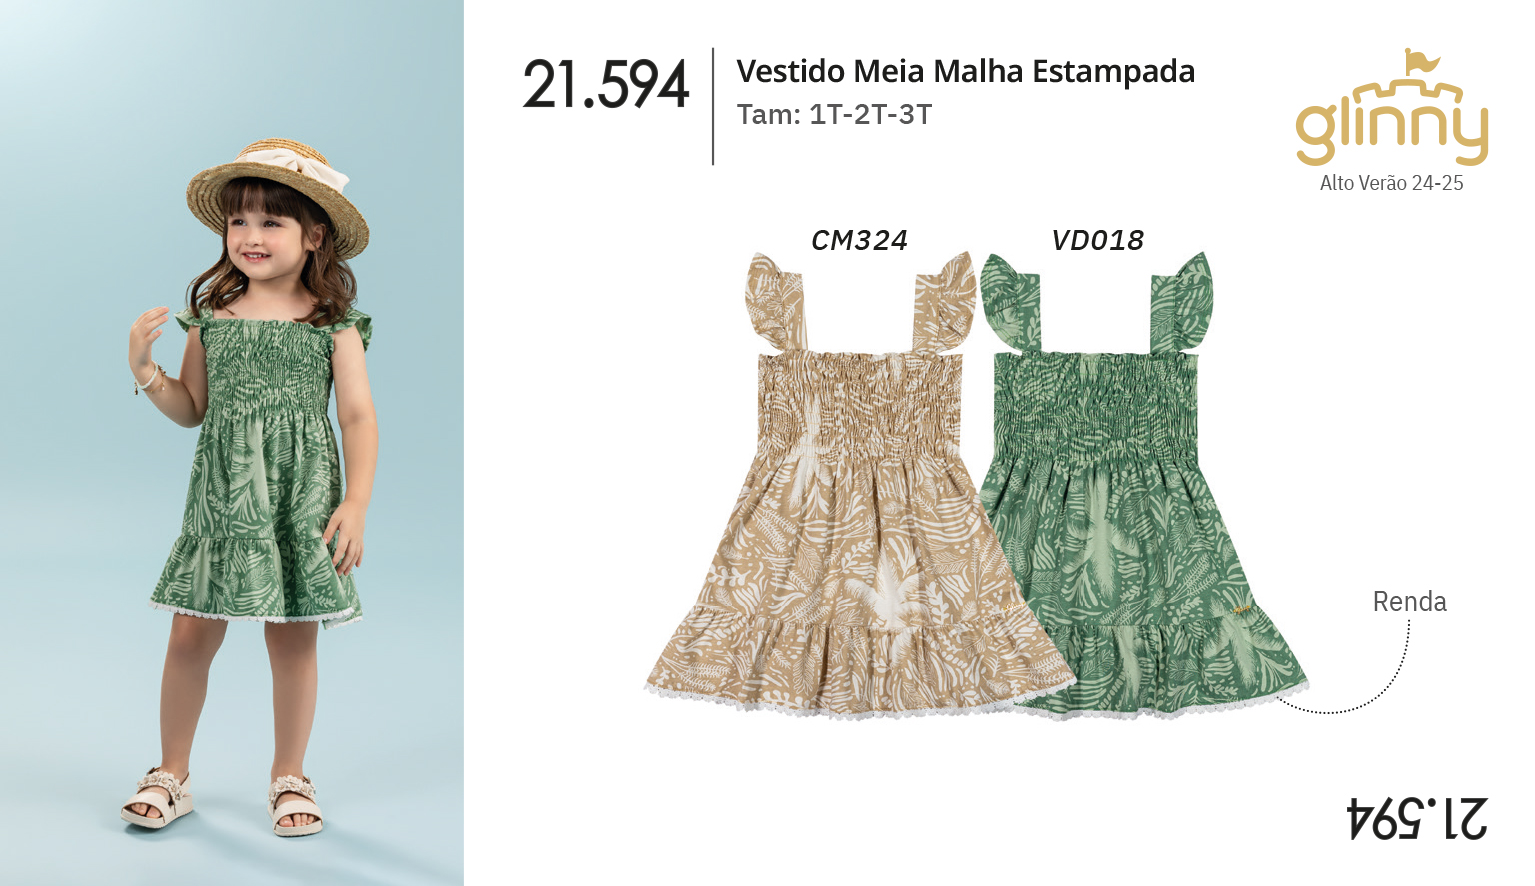 21.594
Vestido Meia Malha Estampada
Tam: 1T-2T-3T
glinny
Alto Verão 24-25
CM324
VD018
Renda
21.594